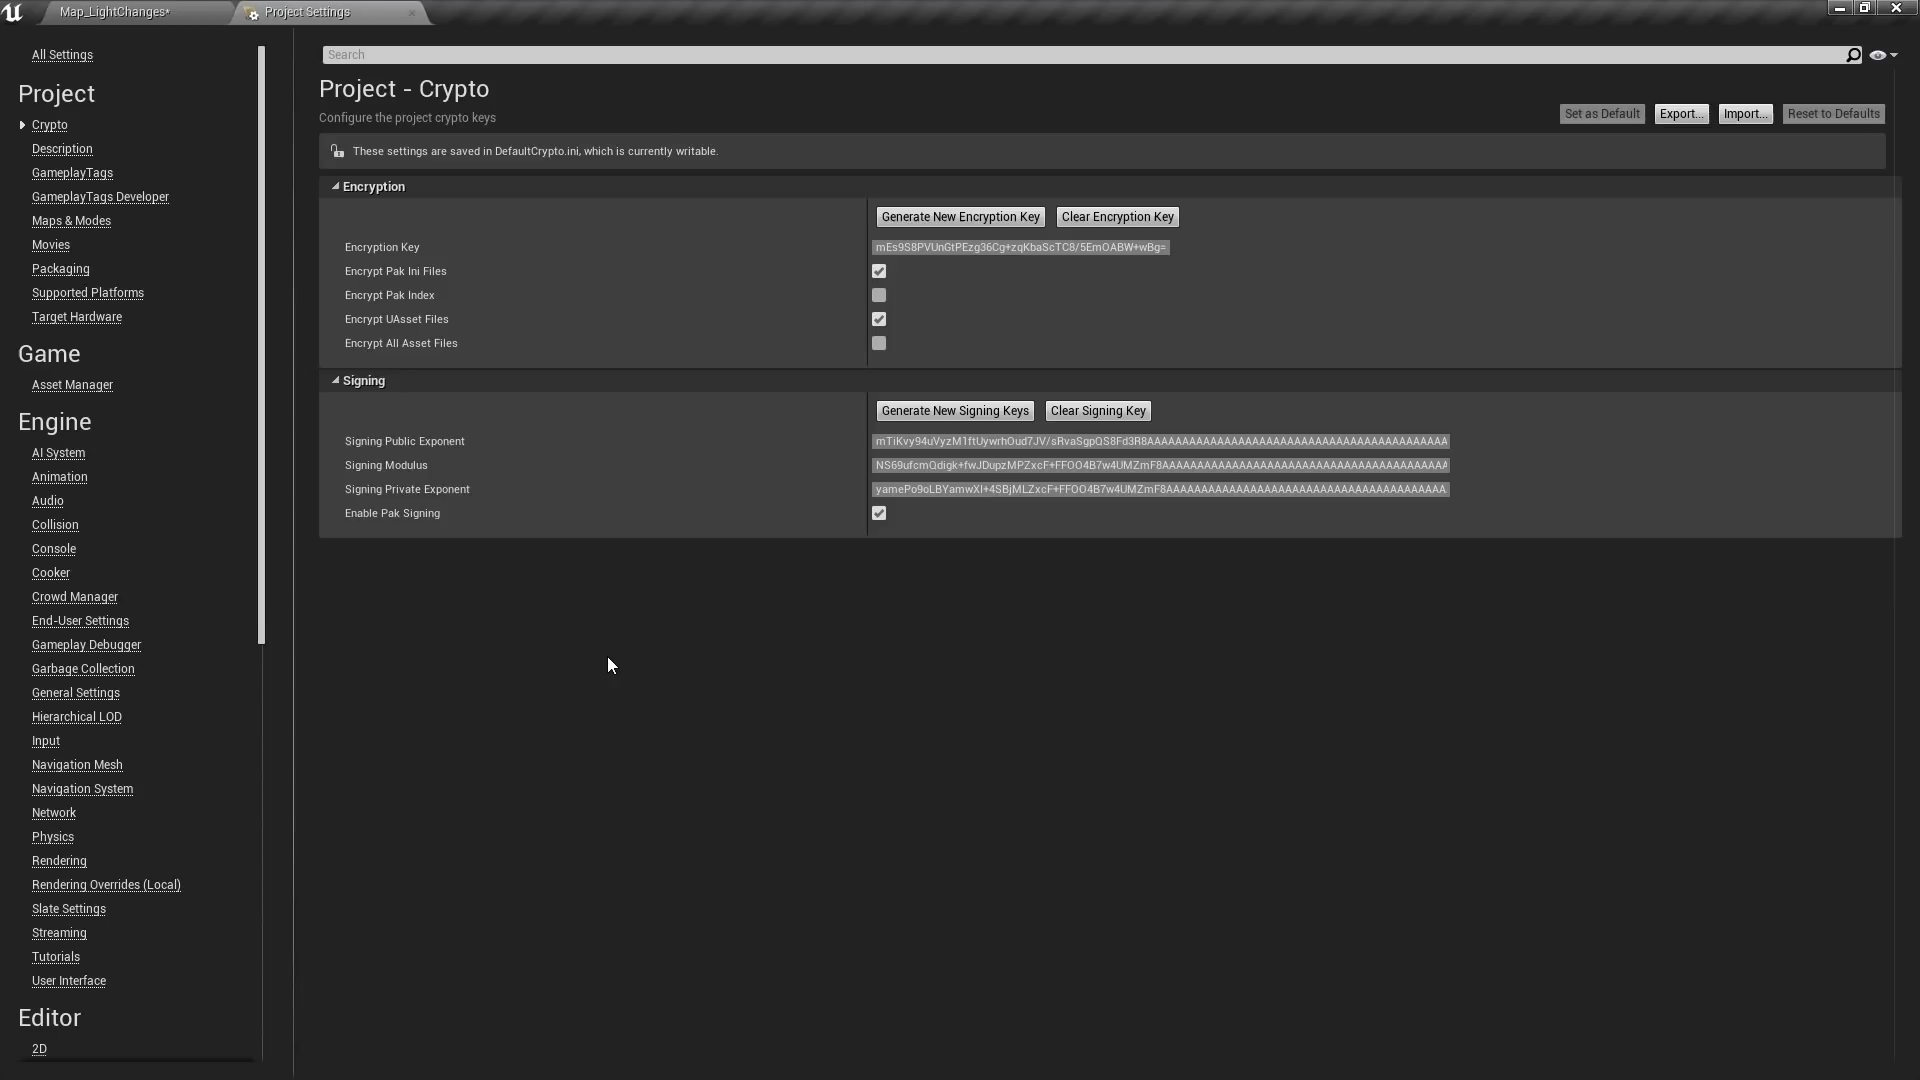 Map_LightChanges*
Project Settings
All Settings
Project
Crypto
Description
GameplayTags
GameplayTags Developer
Maps & Modes
Movies
Packaging
Supported Platforms
Target Hardware
Game
Asset Manager
Engine
AI System
Animation
Audio
Collision
Console
Cooker
Crowd Manager
End-User Settings
Gameplay Debugger
Garbage Collection
General Settings
Hierarchical LOD
Input
Navigation Mesh
Navigation System
Network
Physics
Rendering
Rendering Overrides (Local)
Slate Settings
Streaming
Tutorials
User Interface
Editor
2D
Search
Project - Crypto
Configure the project crypto keys
Set as Default
Export...
Import...
Reset to Defaults
These settings are saved in DefaultCrypto.ini, which is currently writable.
Encryption
Generate New Encryption Key
Clear Encryption Key
Encryption Key
mEs9S8PVUnGtPEzg36Cg+zqKbaScTC8/5EmOABW+wBg=
Encrypt Pak Ini Files
Encrypt Pak Index
Encrypt UAsset Files
Encrypt All Asset Files
Signing
Generate New Signing Keys
Clear Signing Key
Signing Public Exponent
Signing Modulus
Signing Private Exponent
Enable Pak Signing